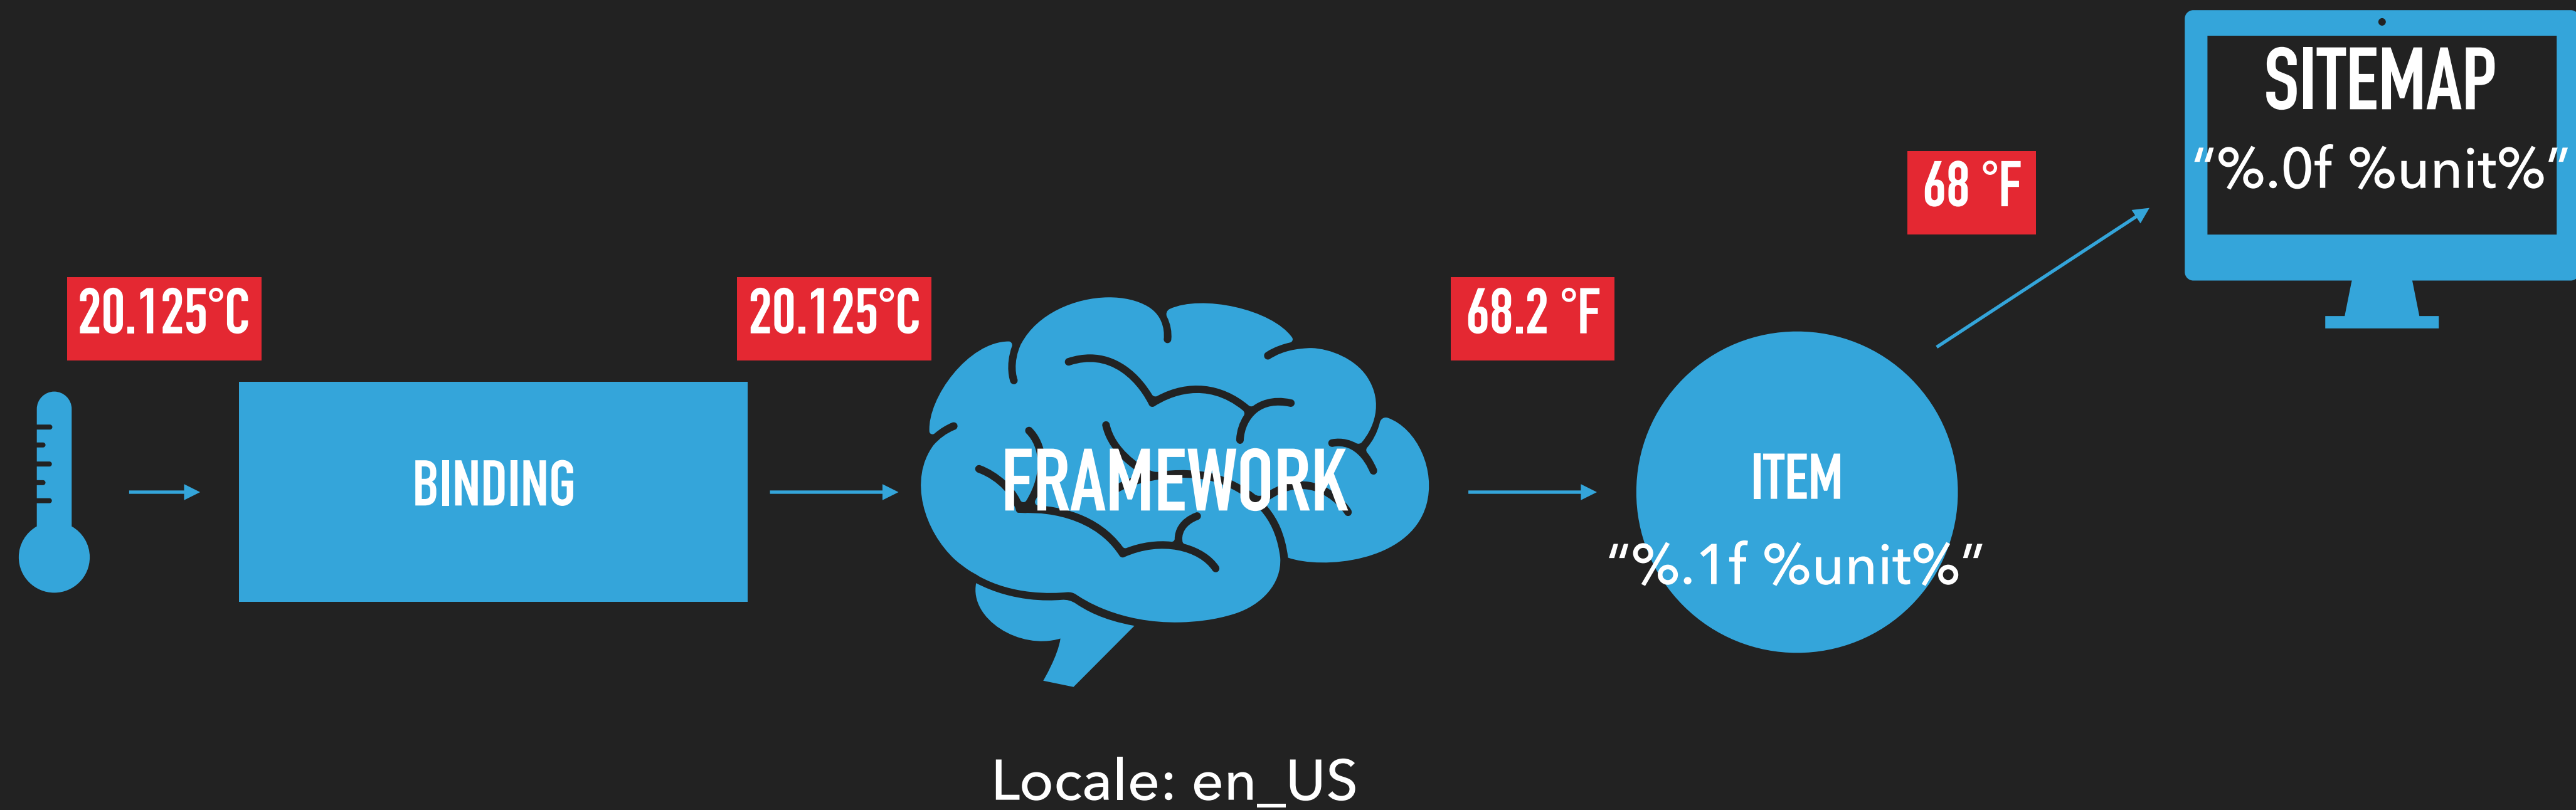 SITEMAP
“%.0f %unit%”
68 °F
20.125°C
20.125°C
68.2 °F
BINDING
FRAMEWORK
ITEM
“%.1f %unit%”
Locale: en_US